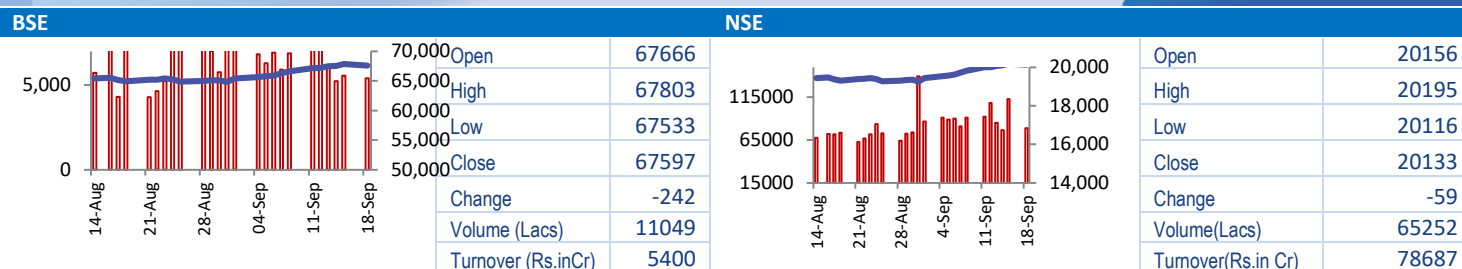 BSE
NSE
5,000
0
70,000
65,000
60,000
55,000
50,000
14-Aug
21-Aug
28-Aug
04-Sep
11-Sep
18-Sep
Open 67666
High 67803
Low 67533
Close 67597
Change -242
Volume (Lacs) 11049
Turnover (Rs.inCr) 5400
115000
65000
15000
20,000
18,000
16,000
14,000
14-Aug
21-Aug
28-Aug
4-Sep
11-Sep
18-Sep
Open 20156
High 20195
Low 20116
Close 20133
Change -59
Volume(Lacs) 65252
Turnover(Rs.in Cr) 78687